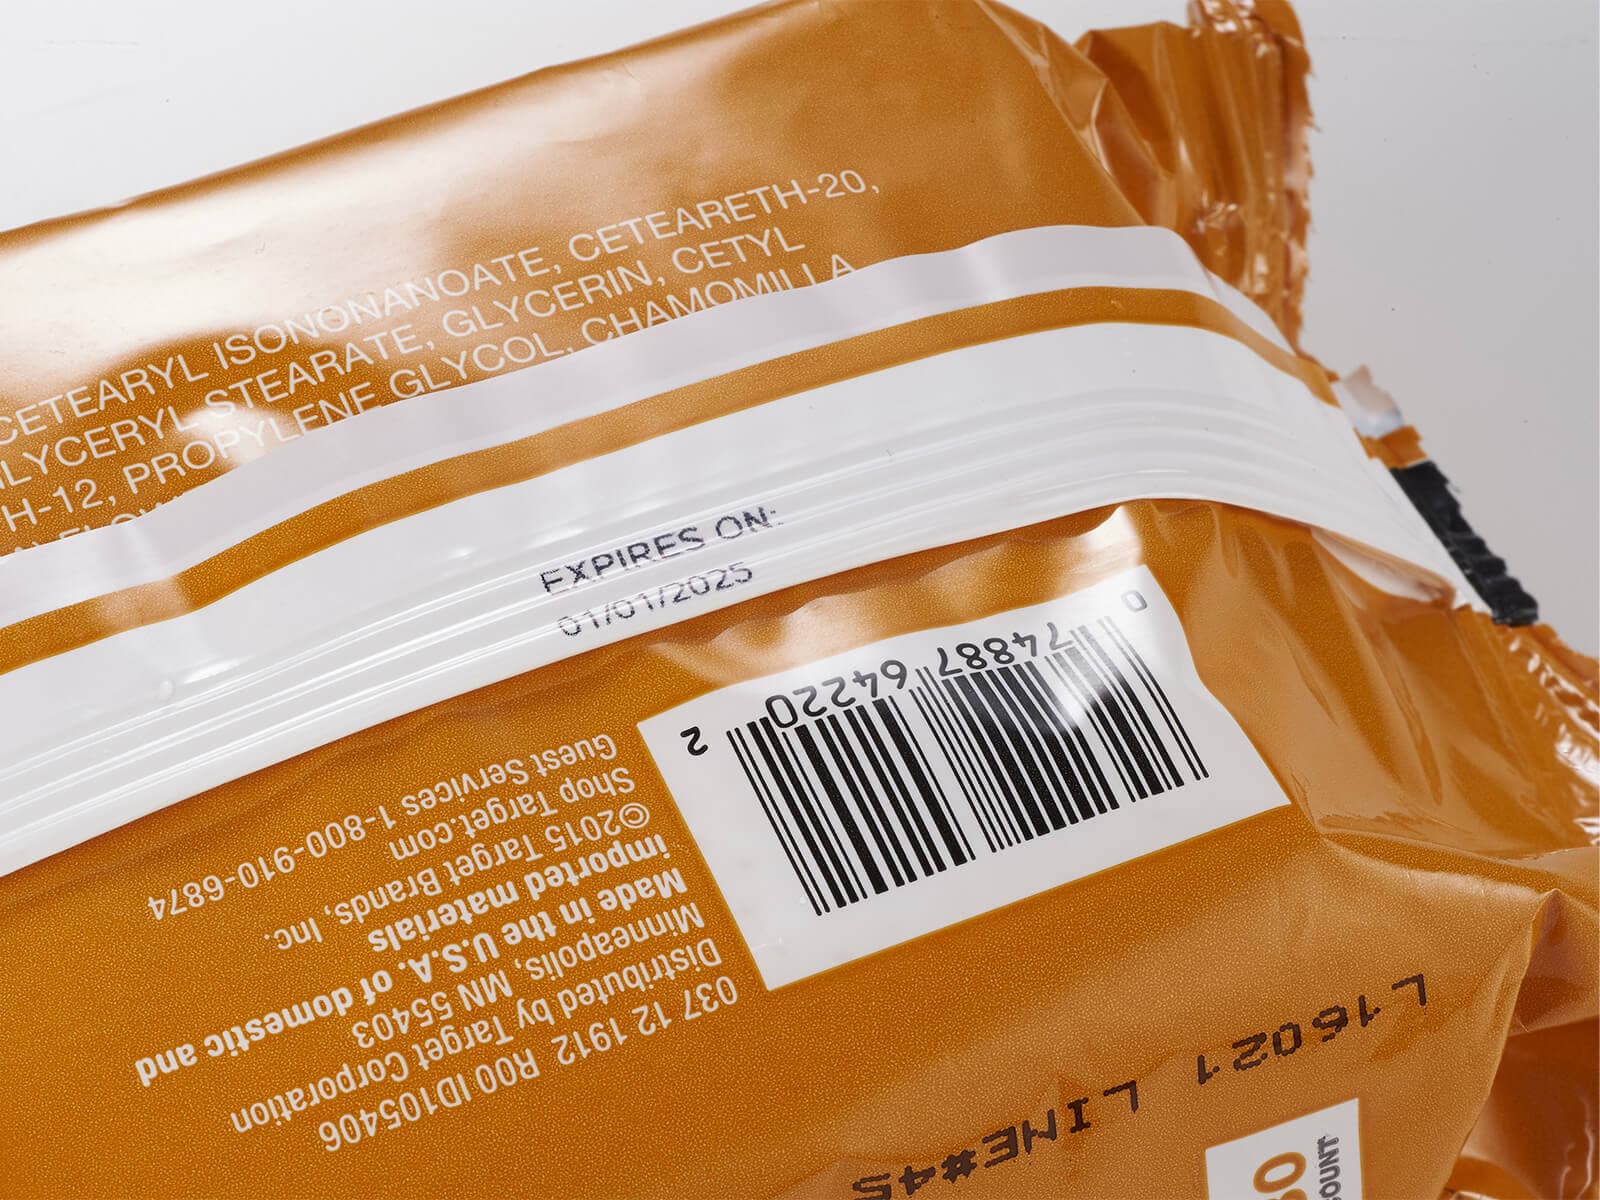 CETEARYL ISONONANOATE, CETEARETH-20,
GLYCERYL STEARATE, GLYCERIN, CETYL
H-12, PROPYLENE GLYCOL, CHAMOMILLA
EXPIRES ON:
01/01/2025
0 74887 64220 2
037 12 1912 R00 ID105406
Distributed by Target Corporation
Minneapolis, MN 55403
Made in the U.S.A. of domestic and
imported materials
©2015 Target Brands, Inc.
Shop Target.com
Guest Services 1-800-910-6874
L16021 LINE#45